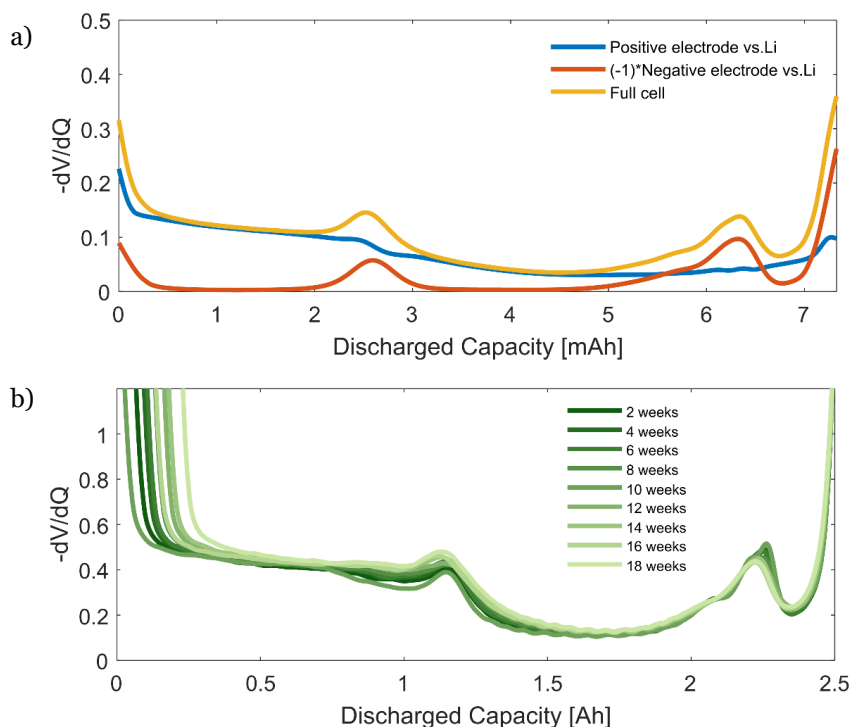 a)
0.5
0.4
0.3
0.2
0.1
0
-dV/dQ
Positive electrode vs.Li
(-1)*Negative electrode vs.Li
Full cell
0 1 2 3 4 5 6 7
Discharged Capacity [mAh]
b)
1
0.8
0.6
0.4
0.2
0
-dV/dQ
2 weeks
4 weeks
6 weeks
8 weeks
10 weeks
12 weeks
14 weeks
16 weeks
18 weeks
0 0.5 1 1.5 2 2.5
Discharged Capacity [Ah]